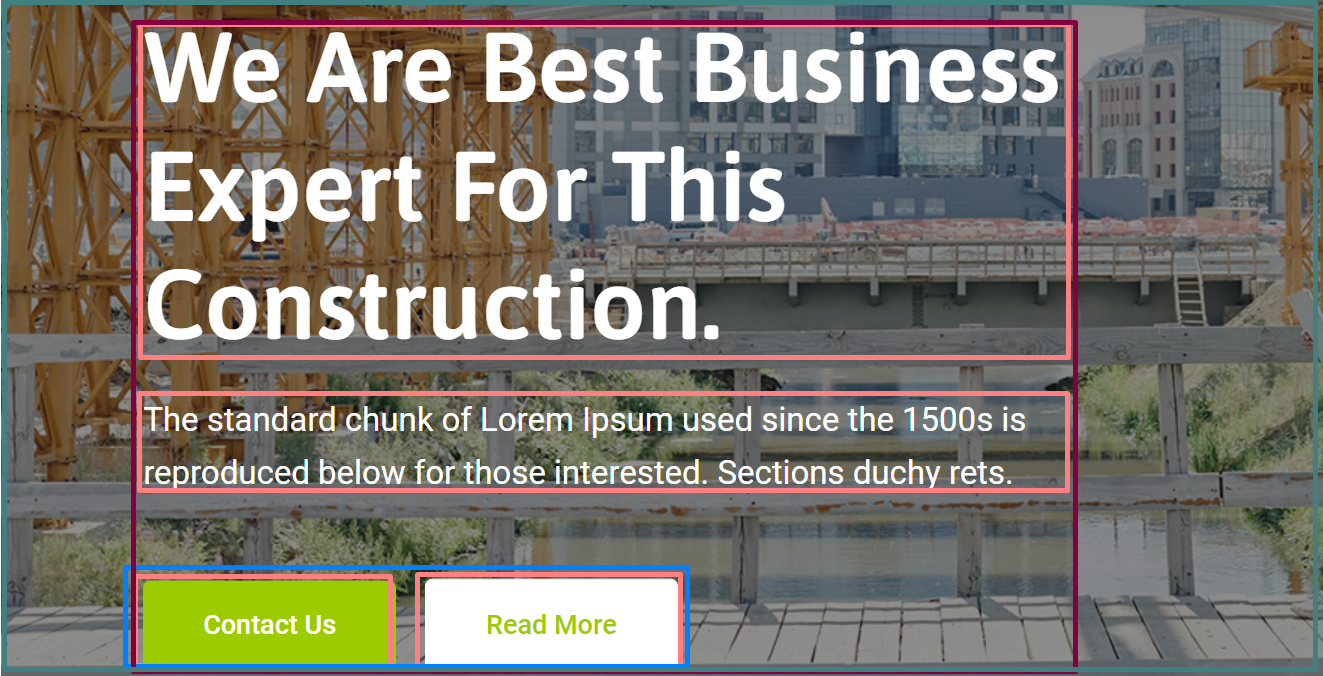 We Are Best Business
Expert For This
Construction.
The standard chunk of Lorem Ipsum used since the 1500s is
reproduced below for those interested. Sections duchy rets.
Contact Us
Read More